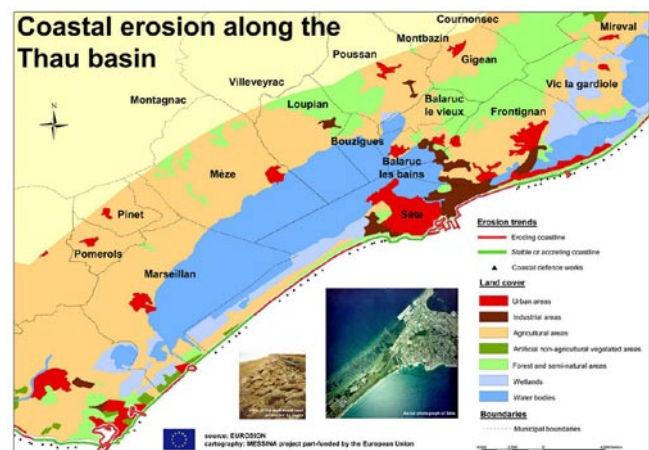 Coastal erosion along the
Thau basin
Cournonsec
Montbazin
Mireval
Poussan
Gigean
Villeveyrac
Vic la gardiole
Montagnac
Loupian
Balaruc
le vieux
Frontignan
Bouzigues
Balaruc
les bains
Mèze
Sète
Pinet
Pomerols
Marseillan
N
Erosion trends
Eroding coastline
Stable or accreting coastline
Coastal defence works
Land cover
Urban areas
Industrial areas
Agricultural areas
Artificial non-agricultural vegetated areas
Forest and semi-natural areas
Wetlands
Water bodies
Boundaries
Municipal boundaries
Aerial photograph of Sète
source: EUROSION
cartography: MESSINA project part-funded by the European Union